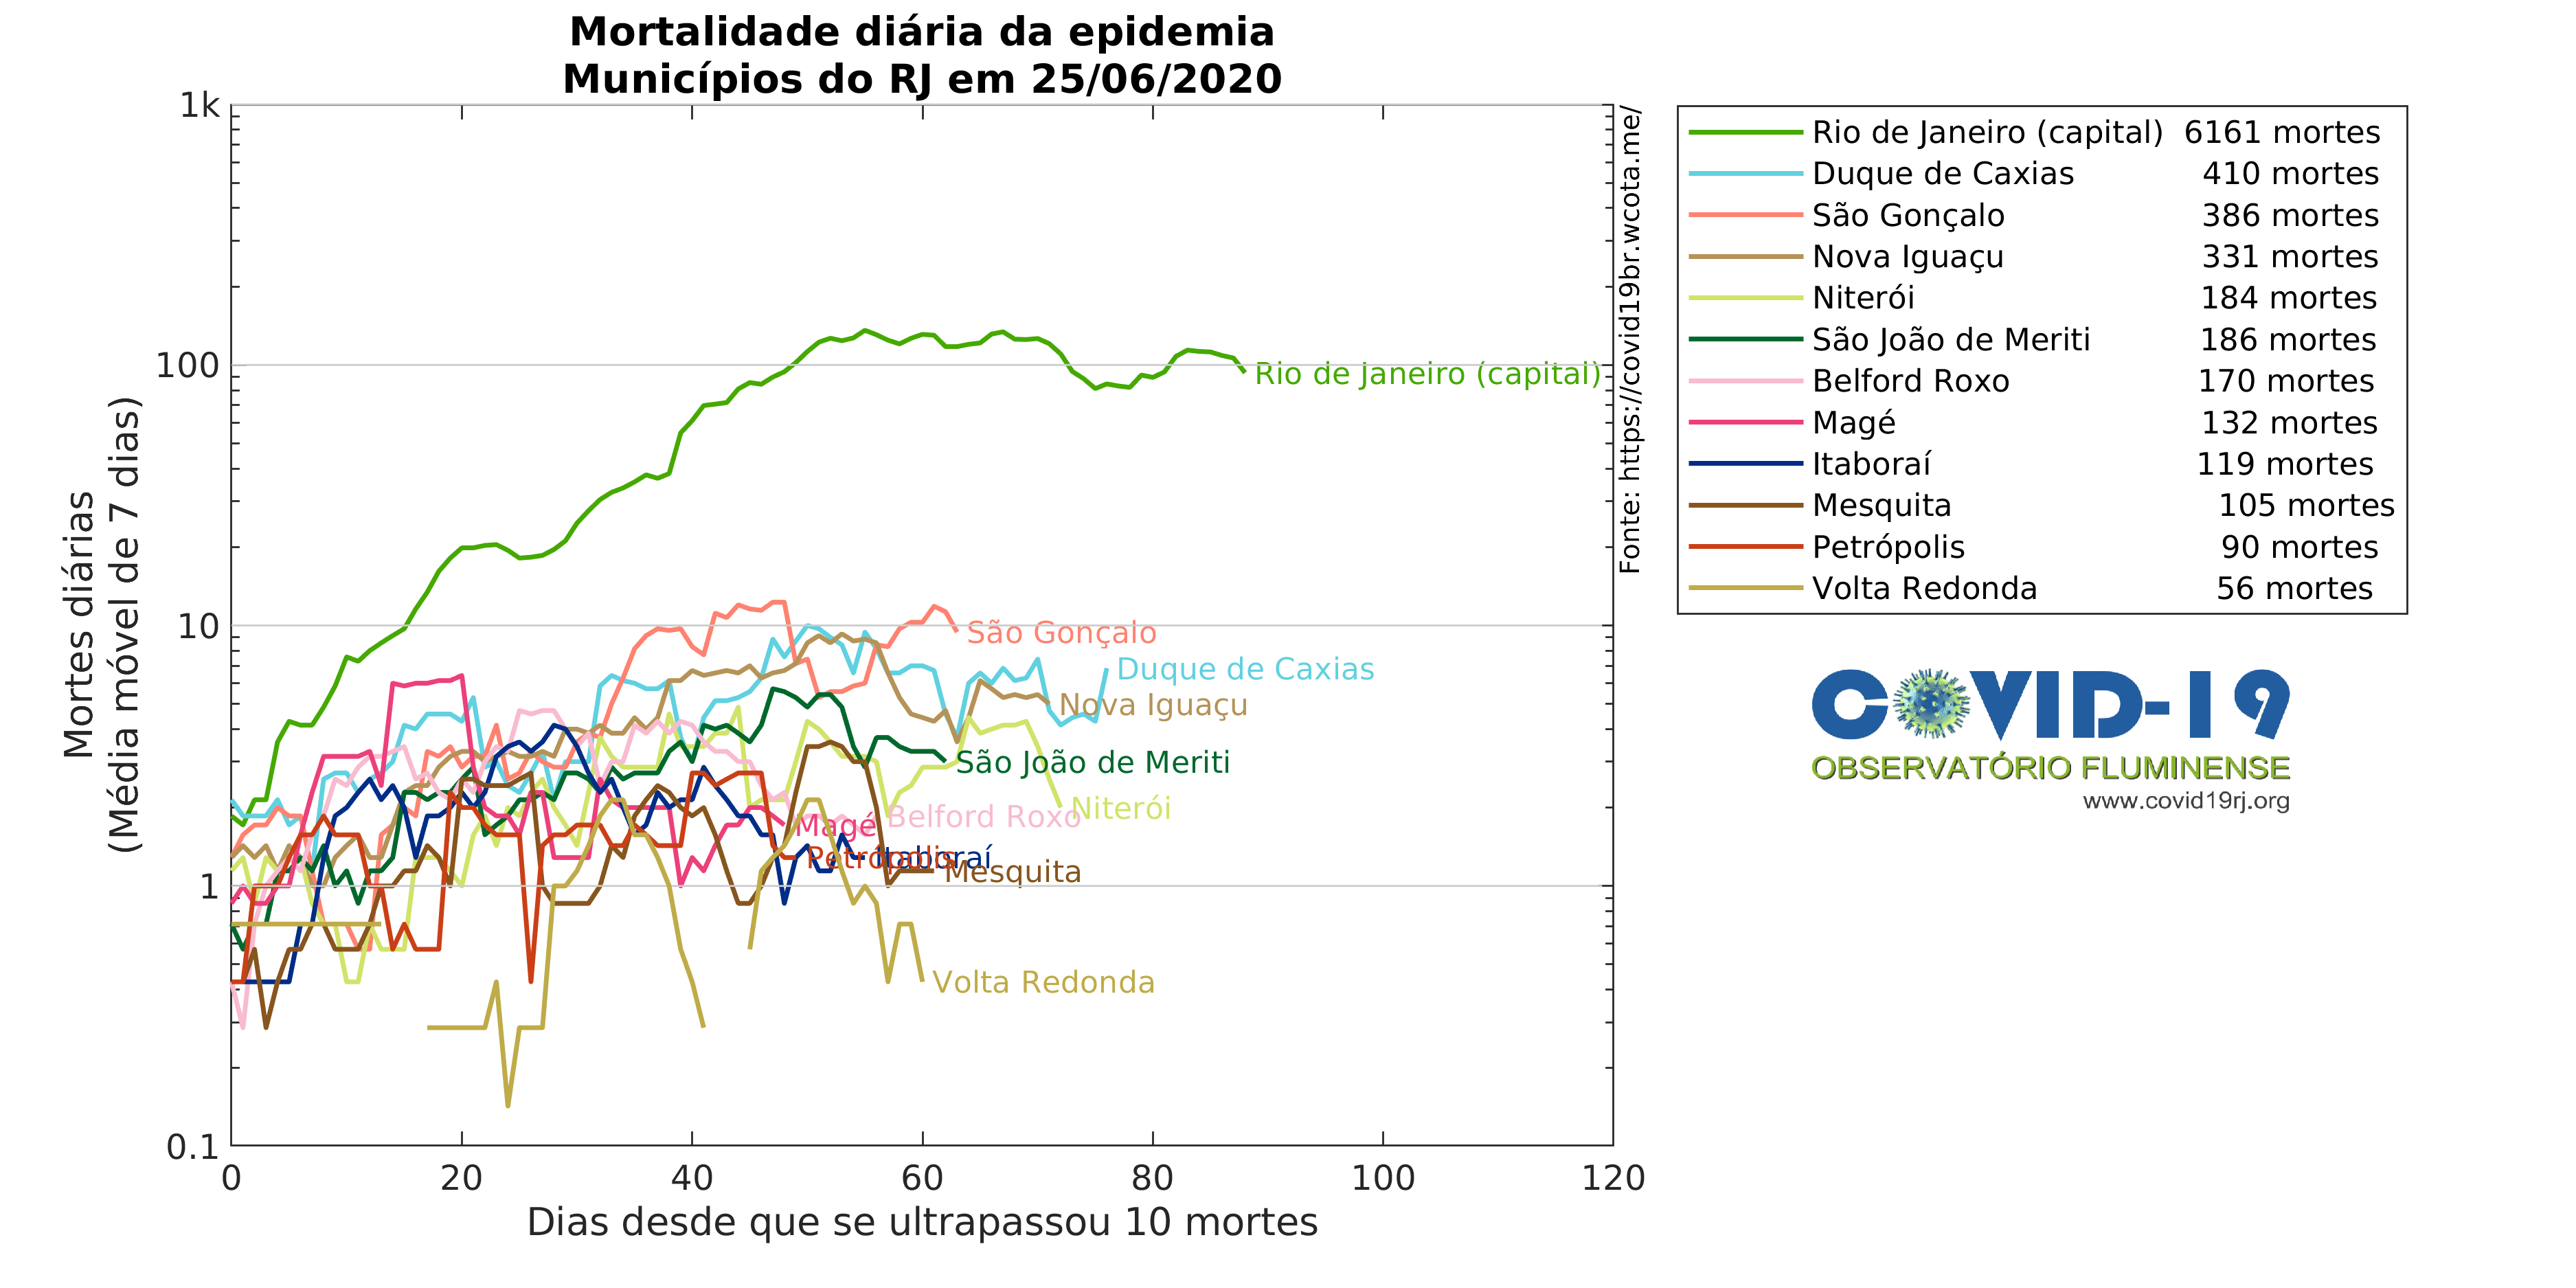 Mortalidade diária da epidemia
Municípios do RJ em 25/06/2020
Mortes diárias
(Média móvel de 7 dias)
1k
100
10
1
0.1
0
20
40
60
80
100
120
Dias desde que se ultrapassou 10 mortes
Rio de Janeiro (capital)
São Gonçalo
Duque de Caxias
Nova Iguaçu
São João de Meriti
Niterói
Belford Roxo
Magé
Petrópolis
Itaboraí
Mesquita
Volta Redonda
Fonte: https://covid19br.wcota.me/
Rio de Janeiro (capital) 6161 mortes
Duque de Caxias 410 mortes
São Gonçalo 386 mortes
Nova Iguaçu 331 mortes
Niterói 184 mortes
São João de Meriti 186 mortes
Belford Roxo 170 mortes
Magé 132 mortes
Itaboraí 119 mortes
Mesquita 105 mortes
Petrópolis 90 mortes
Volta Redonda 56 mortes
COVID-19
OBSERVATÓRIO FLUMINENSE
www.covid19rj.org